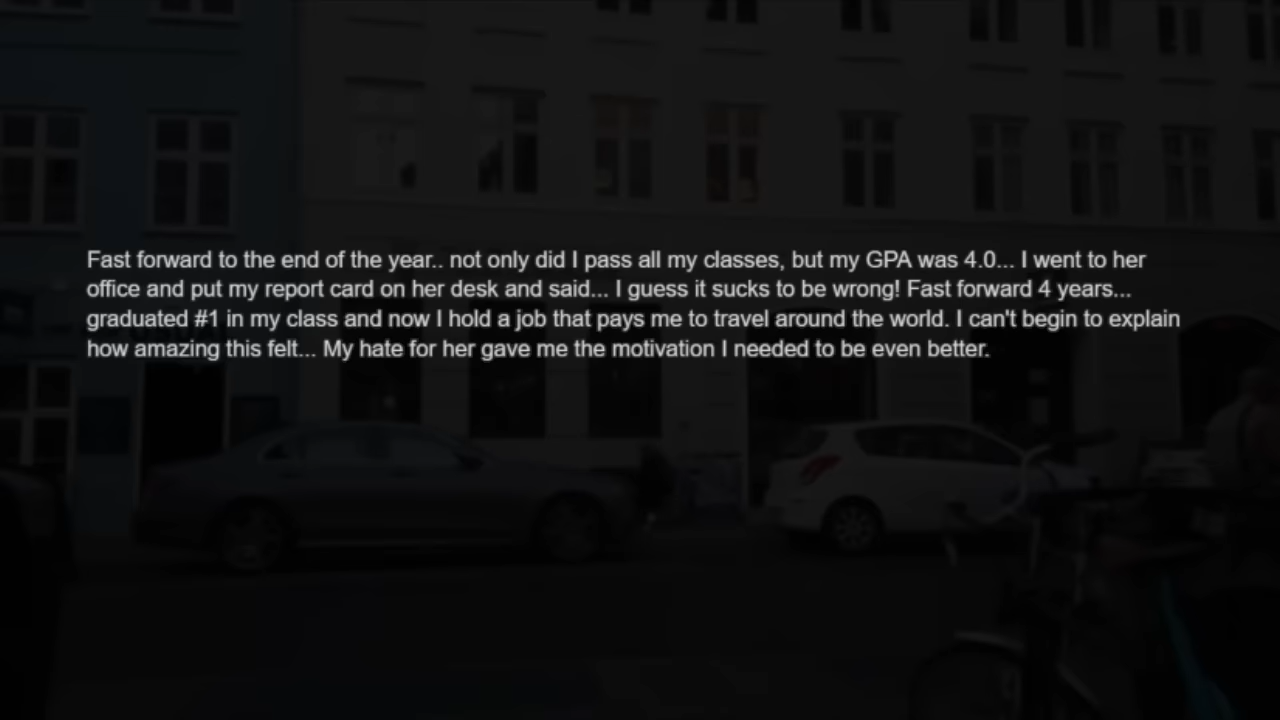 Fast forward to the end of the year.. not only did I pass all my classes, but my GPA was 4.0... I went to her
office and put my report card on her desk and said... I guess it sucks to be wrong! Fast forward 4 years...
graduated #1 in my class and now I hold a job that pays me to travel around the world. I can't begin to explain
how amazing this felt... My hate for her gave me the motivation I needed to be even better.